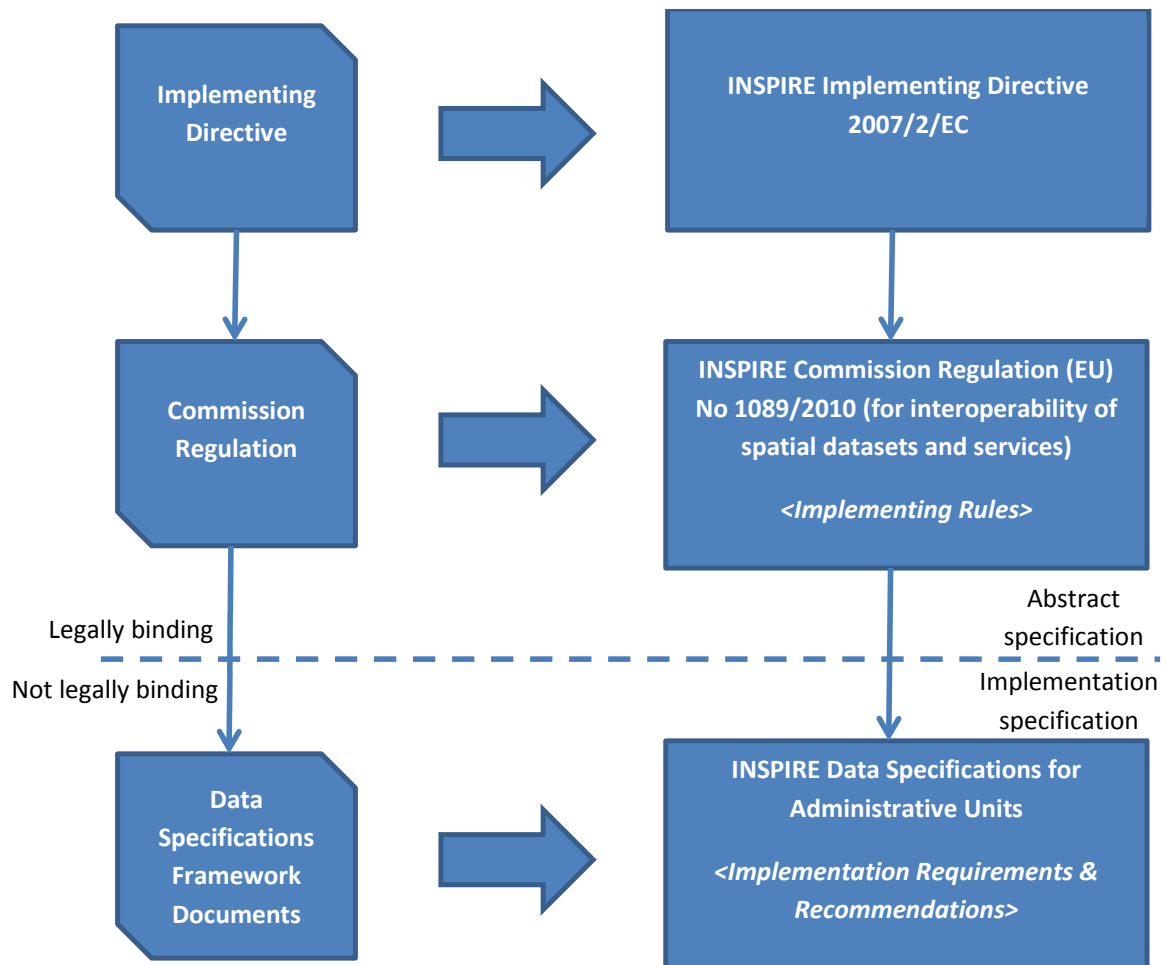 Implementing
Directive
INSPIRE Implementing Directive
2007/2/EC
Commission
Regulation
INSPIRE Commission Regulation (EU)
No 1089/2010 (for interoperability of
spatial datasets and services)
<Implementing Rules>
Legally binding
Abstract
specification
Not legally binding
Implementation
specification
Data
Specifications
Framework
Documents
INSPIRE Data Specifications for
Administrative Units
<Implementation Requirements &
Recommendations>